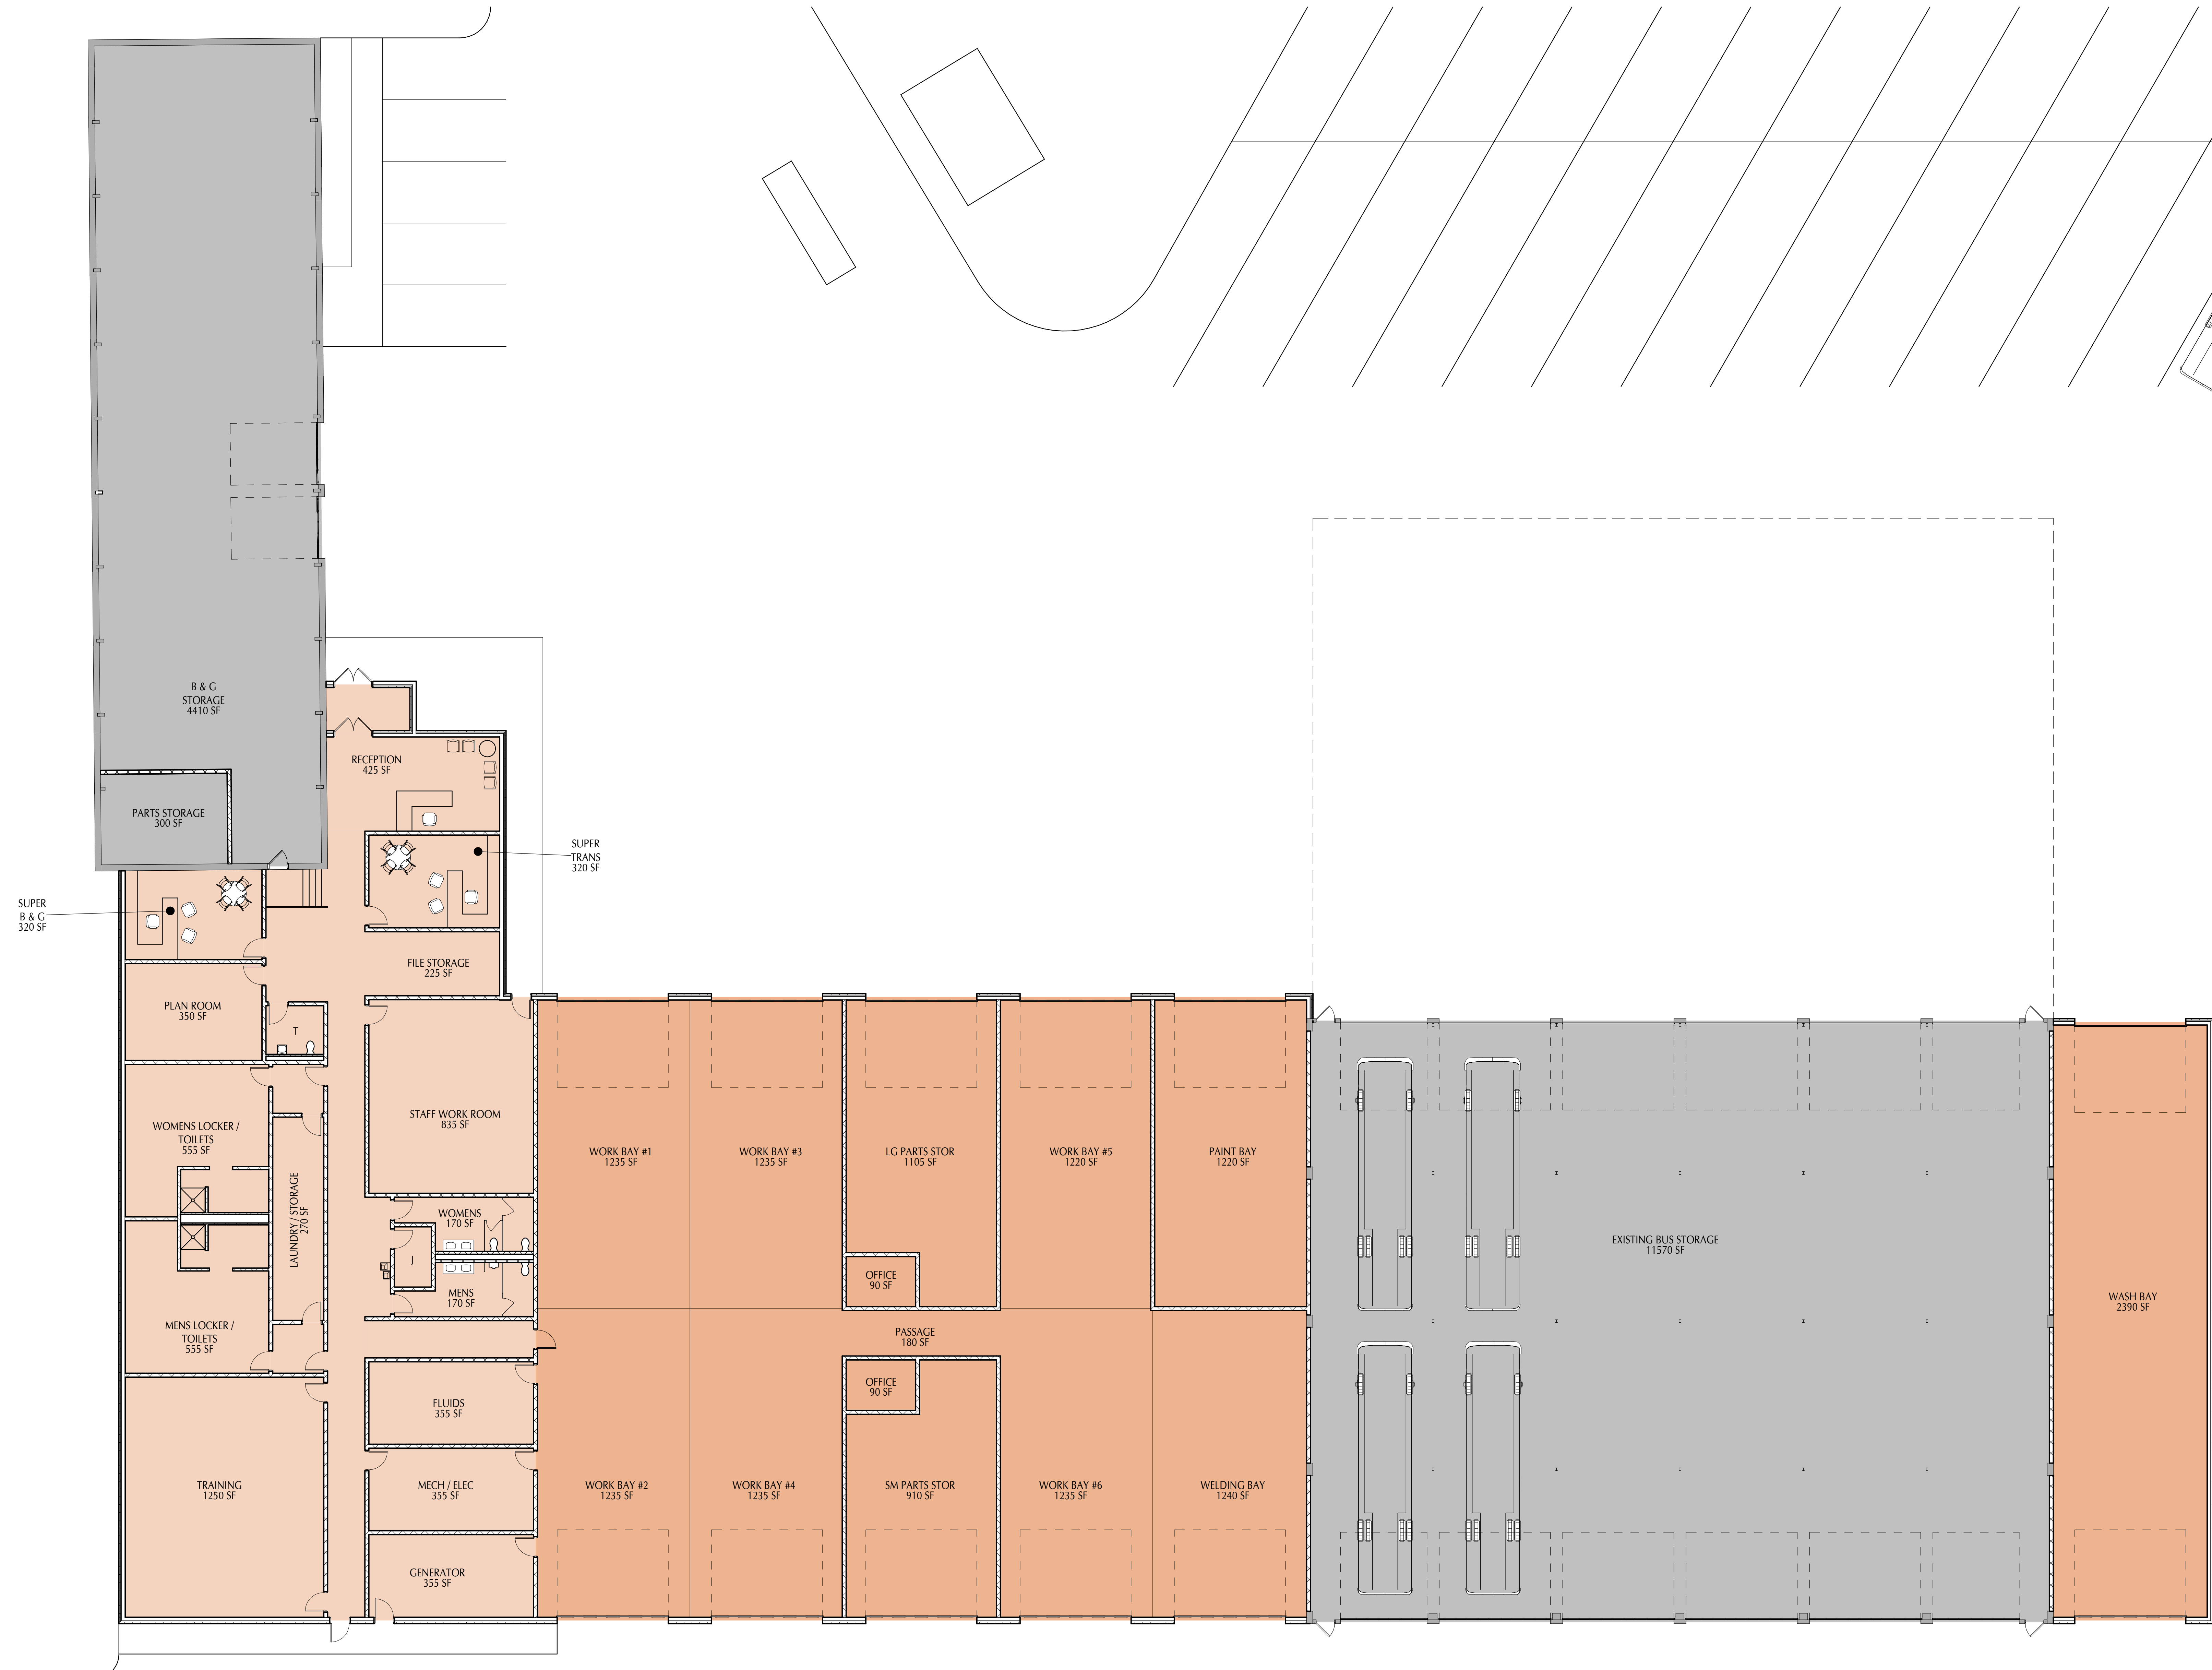 B & G
STORAGE
4410 SF
RECEPTION
425 SF
PARTS STORAGE
300 SF
SUPER
TRANS
320 SF
SUPER
B & G
320 SF
FILE STORAGE
225 SF
PLAN ROOM
350 SF
T
STAFF WORK ROOM
835 SF
WOMENS LOCKER /
TOILETS
555 SF
LAUNDRY / STORAGE
270 SF
WOMENS
170 SF
J
MENS
170 SF
MENS LOCKER /
TOILETS
555 SF
FLUIDS
355 SF
TRAINING
1250 SF
MECH / ELEC
355 SF
GENERATOR
355 SF
WORK BAY #1
1235 SF
WORK BAY #3
1235 SF
LG PARTS STOR
1105 SF
WORK BAY #5
1220 SF
PAINT BAY
1220 SF
OFFICE
90 SF
PASSAGE
180 SF
OFFICE
90 SF
WORK BAY #2
1235 SF
WORK BAY #4
1235 SF
SM PARTS STOR
910 SF
WORK BAY #6
1235 SF
WELDING BAY
1240 SF
EXISTING BUS STORAGE
11570 SF
WASH BAY
2390 SF